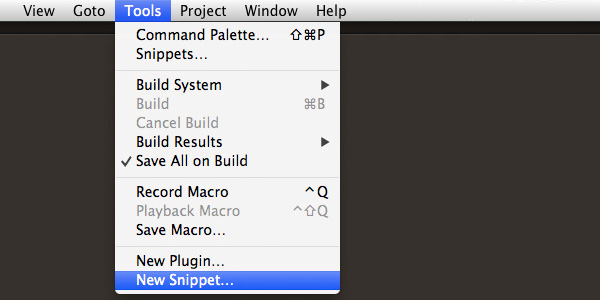 View Goto Tools Project Window Help
Command Palette... ⇧⌘P
Snippets...
Build System ▶
Build ⌘B
Cancel Build
Build Results ▶
✓ Save All on Build
Record Macro ^Q
Playback Macro ^⇧Q
Save Macro...
New Plugin...
New Snippet...